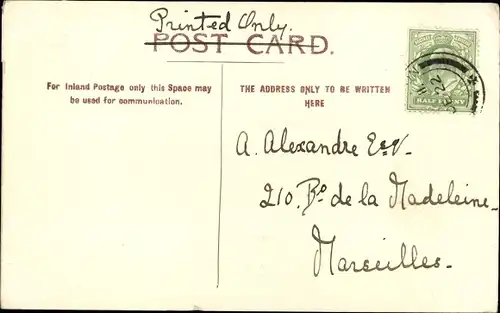 Printed Only.
POST CARD.
For Inland Postage only this Space may
be used for communication.
THE ADDRESS ONLY TO BE WRITTEN
HERE
HALF PENNY
A. Alexandre Esqr.
210. Bd de la Madeleine
Marseilles.